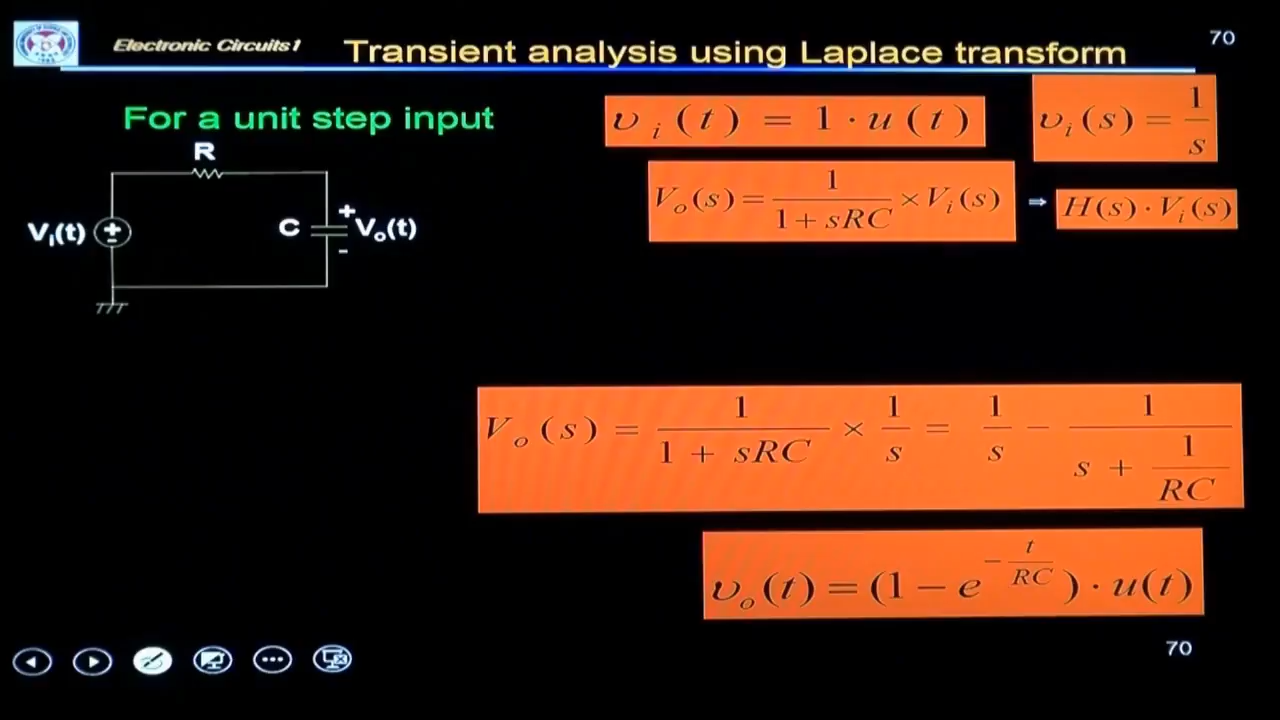 Electronic Circuits1
Transient analysis using Laplace transform
70
For a unit step input
R
V_i(t)
+
-
C
+
-
V_o(t)
υ_i(t) = 1·u(t)
υ_i(s) = 1/s
V_o(s) = 1/(1+sRC) × V_i(s)
⇒ H(s)·V_i(s)
V_o(s) = 1/(1 + sRC) × 1/s = 1/s − 1/(s + 1/RC)
υ_o(t) = (1 − e^(−t/RC))·u(t)
70